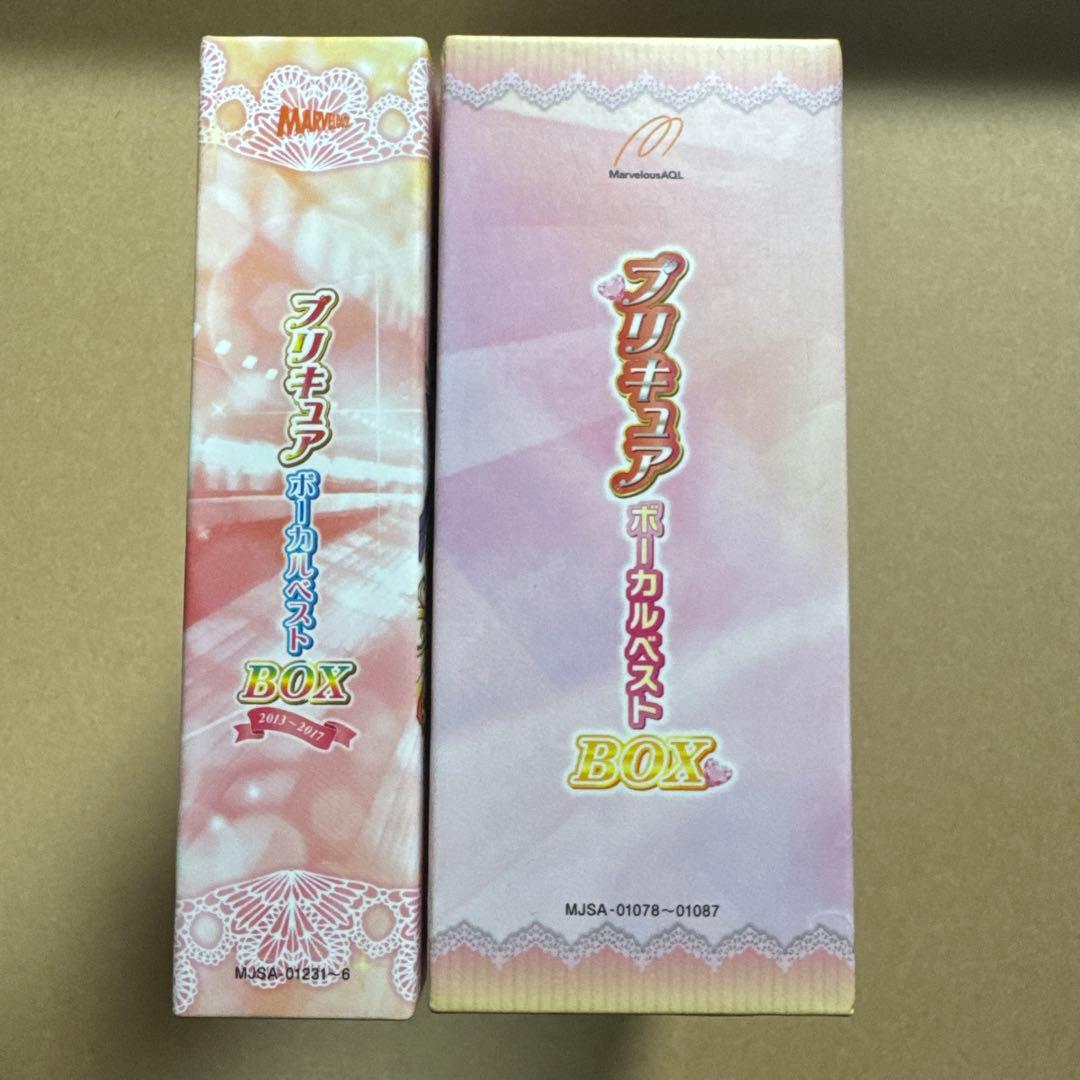 MARVELOUS
プリキュア
ボーカルベスト
BOX
2013~2017
MJSA-01231~6
MarvelousAQL
プリキュア
ボーカルベスト
BOX
MJSA-01078~01087